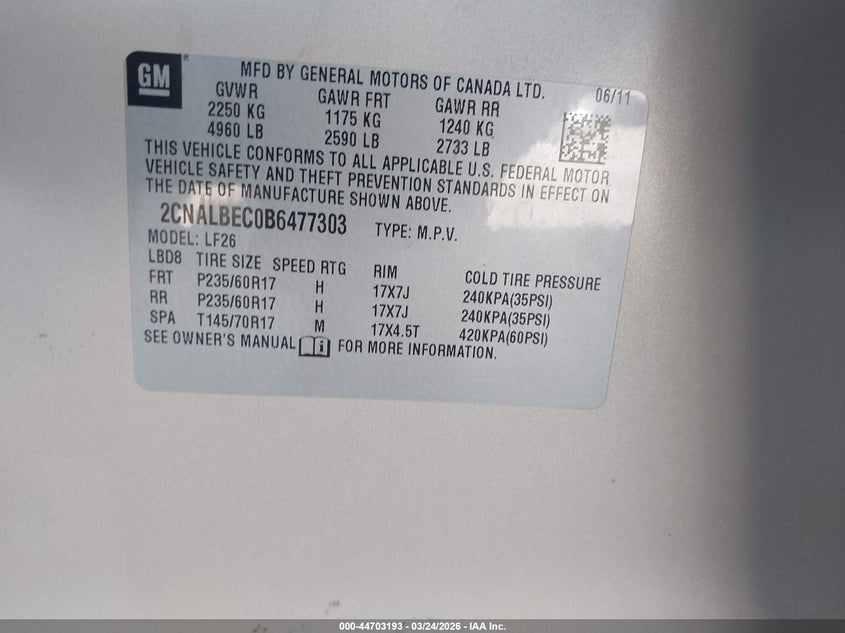 GM ® MFD BY GENERAL MOTORS OF CANADA LTD. 06/11
GVWR GAWR FRT GAWR RR
2250 KG 1175 KG 1240 KG
4960 LB 2590 LB 2733 LB
THIS VEHICLE CONFORMS TO ALL APPLICABLE U.S. FEDERAL MOTOR
VEHICLE SAFETY AND THEFT PREVENTION STANDARDS IN EFFECT ON
THE DATE OF MANUFACTURE SHOWN ABOVE.
2CNALBEC0B6477303 TYPE: M.P.V.
MODEL: LF26
LBD8 TIRE SIZE SPEED RTG RIM COLD TIRE PRESSURE
FRT P235/60R17 H 17X7J 240KPA(35PSI)
RR P235/60R17 H 17X7J 240KPA(35PSI)
SPA T145/70R17 M 17X4.5T 420KPA(60PSI)
SEE OWNER'S MANUAL i FOR MORE INFORMATION.
000-44703193 - 03/24/2026 - IAA Inc.